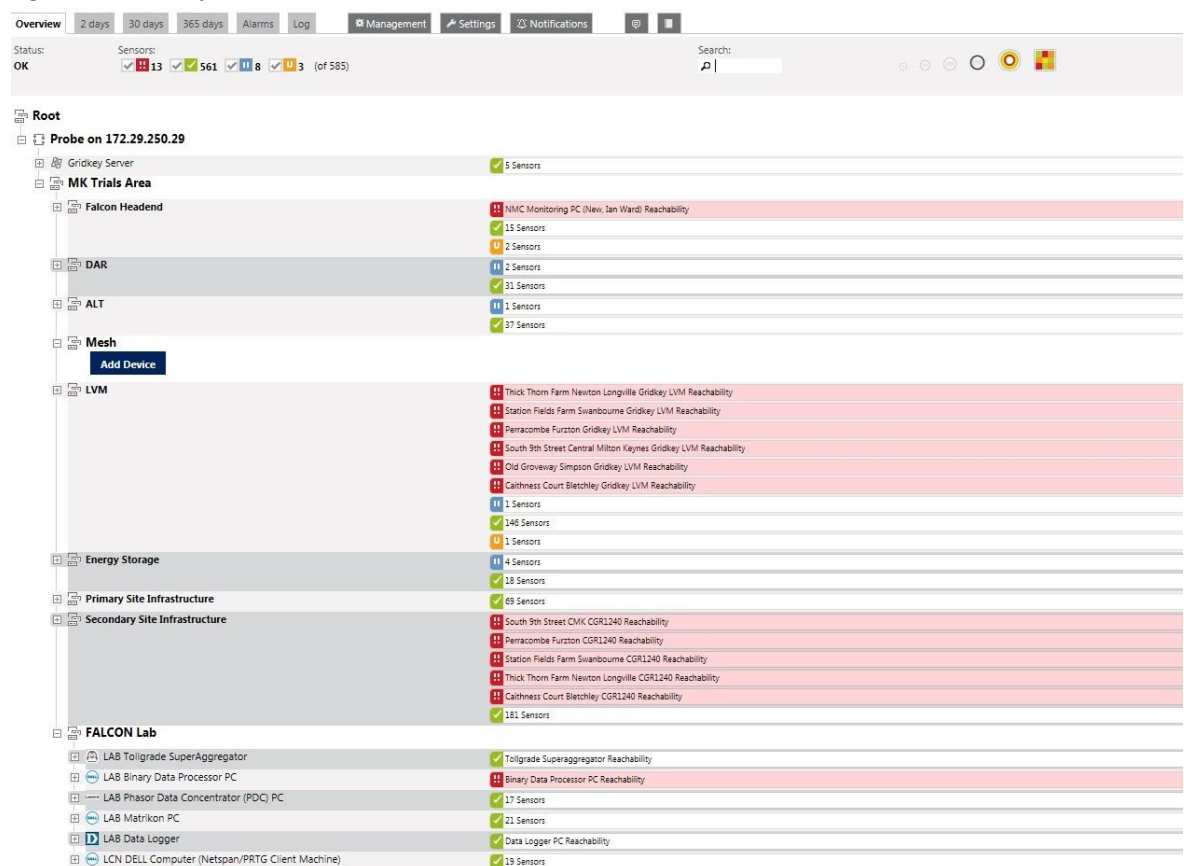 Overview 2 days 30 days 365 days Alarms Log Management Settings Notifications
Status: Sensors: Search:
OK 13 561 8 U 3 (of 585)
Root
Probe on 172.29.250.29
Gridkey Server 5 Sensors
MK Trials Area
Falcon Headend NMC Monitoring PC (New, Ian Ward) Reachability
15 Sensors
U 2 Sensors
DAR 2 Sensors
31 Sensors
ALT 1 Sensors
37 Sensors
Mesh
Add Device
LVM Thick Thorn Farm Newton Longville Gridkey LVM Reachability
Station Fields Farm Swanbourne Gridkey LVM Reachability
Perracombe Furzton Gridkey LVM Reachability
South 9th Street Central Milton Keynes Gridkey LVM Reachability
Old Groveway Simpson Gridkey LVM Reachability
Caithness Court Bletchley Gridkey LVM Reachability
1 Sensors
146 Sensors
U 1 Sensors
Energy Storage 4 Sensors
18 Sensors
Primary Site Infrastructure 69 Sensors
Secondary Site Infrastructure South 9th Street CMK CGR1240 Reachability
Perracombe Furzton CGR1240 Reachability
Station Fields Farm Swanbourne CGR1240 Reachability
Thick Thorn Farm Newton Longville CGR1240 Reachability
Caithness Court Bletchley CGR1240 Reachability
181 Sensors
FALCON Lab
LAB Tollgrade SuperAggregator Tollgrade Superaggregator Reachability
LAB Binary Data Processor PC Binary Data Processor PC Reachability
LAB Phasor Data Concentrator (PDC) PC 17 Sensors
LAB Matrikon PC 21 Sensors
LAB Data Logger Data Logger PC Reachability
LCN DELL Computer (Netspan/PRTG Client Machine) 19 Sensors